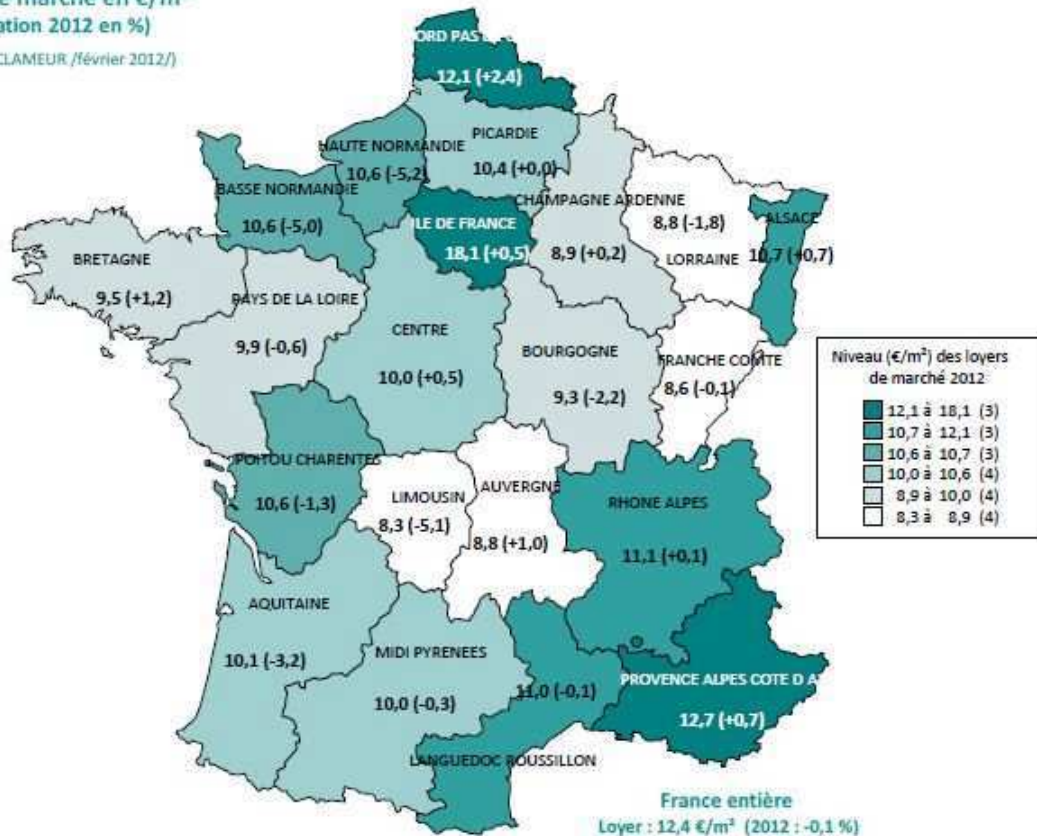 marché en €/m²
ation 2012 en %)
CLAMEUR /février 2012/)
ORD PAS
12,1 (+2,4)
PICARDIE
10,4 (+0,0)
HAUTE NORMANDIE
10,6 (-5,2)
BASSE NORMANDIE
10,6 (-5,0)
CHAMPAGNE ARDENNE
8,9 (+0,2)
8,8 (-1,8)
LORRAINE
ALSACE
10,7 (+0,7)
ILE DE FRANCE
18,1 (+0,5)
BRETAGNE
9,5 (+1,2)
PAYS DE LA LOIRE
9,9 (-0,6)
CENTRE
10,0 (+0,5)
BOURGOGNE
9,3 (-2,2)
FRANCHE COMTE
8,6 (-0,1)
Niveau (€/m²) des loyers
de marché 2012
12,1 à 18,1 (3)
10,7 à 12,1 (3)
10,6 à 10,7 (3)
10,0 à 10,6 (4)
8,9 à 10,0 (4)
8,3 à 8,9 (4)
POITOU CHARENTES
10,6 (-1,3)
LIMOUSIN
8,3 (-5,1)
AUVERGNE
8,8 (+1,0)
RHONE ALPES
11,1 (+0,1)
AQUITAINE
10,1 (-3,2)
MIDI PYRENEES
10,0 (-0,3)
11,0 (-0,1)
LANGUEDOC ROUSSILLON
PROVENCE ALPES COTE D A
12,7 (+0,7)
France entière
Loyer : 12,4 €/m² (2012 : -0,1 %)